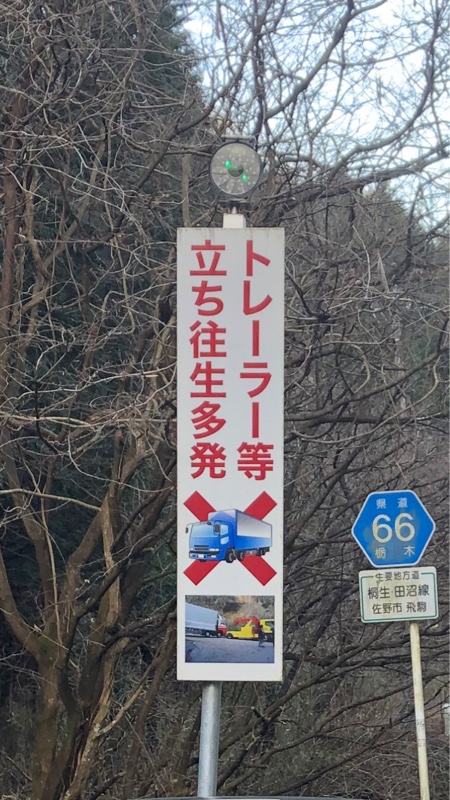 トレーラー等
立ち往生多発
県道
66
栃木
主要地方道
桐生・田沼線
佐野市 飛駒